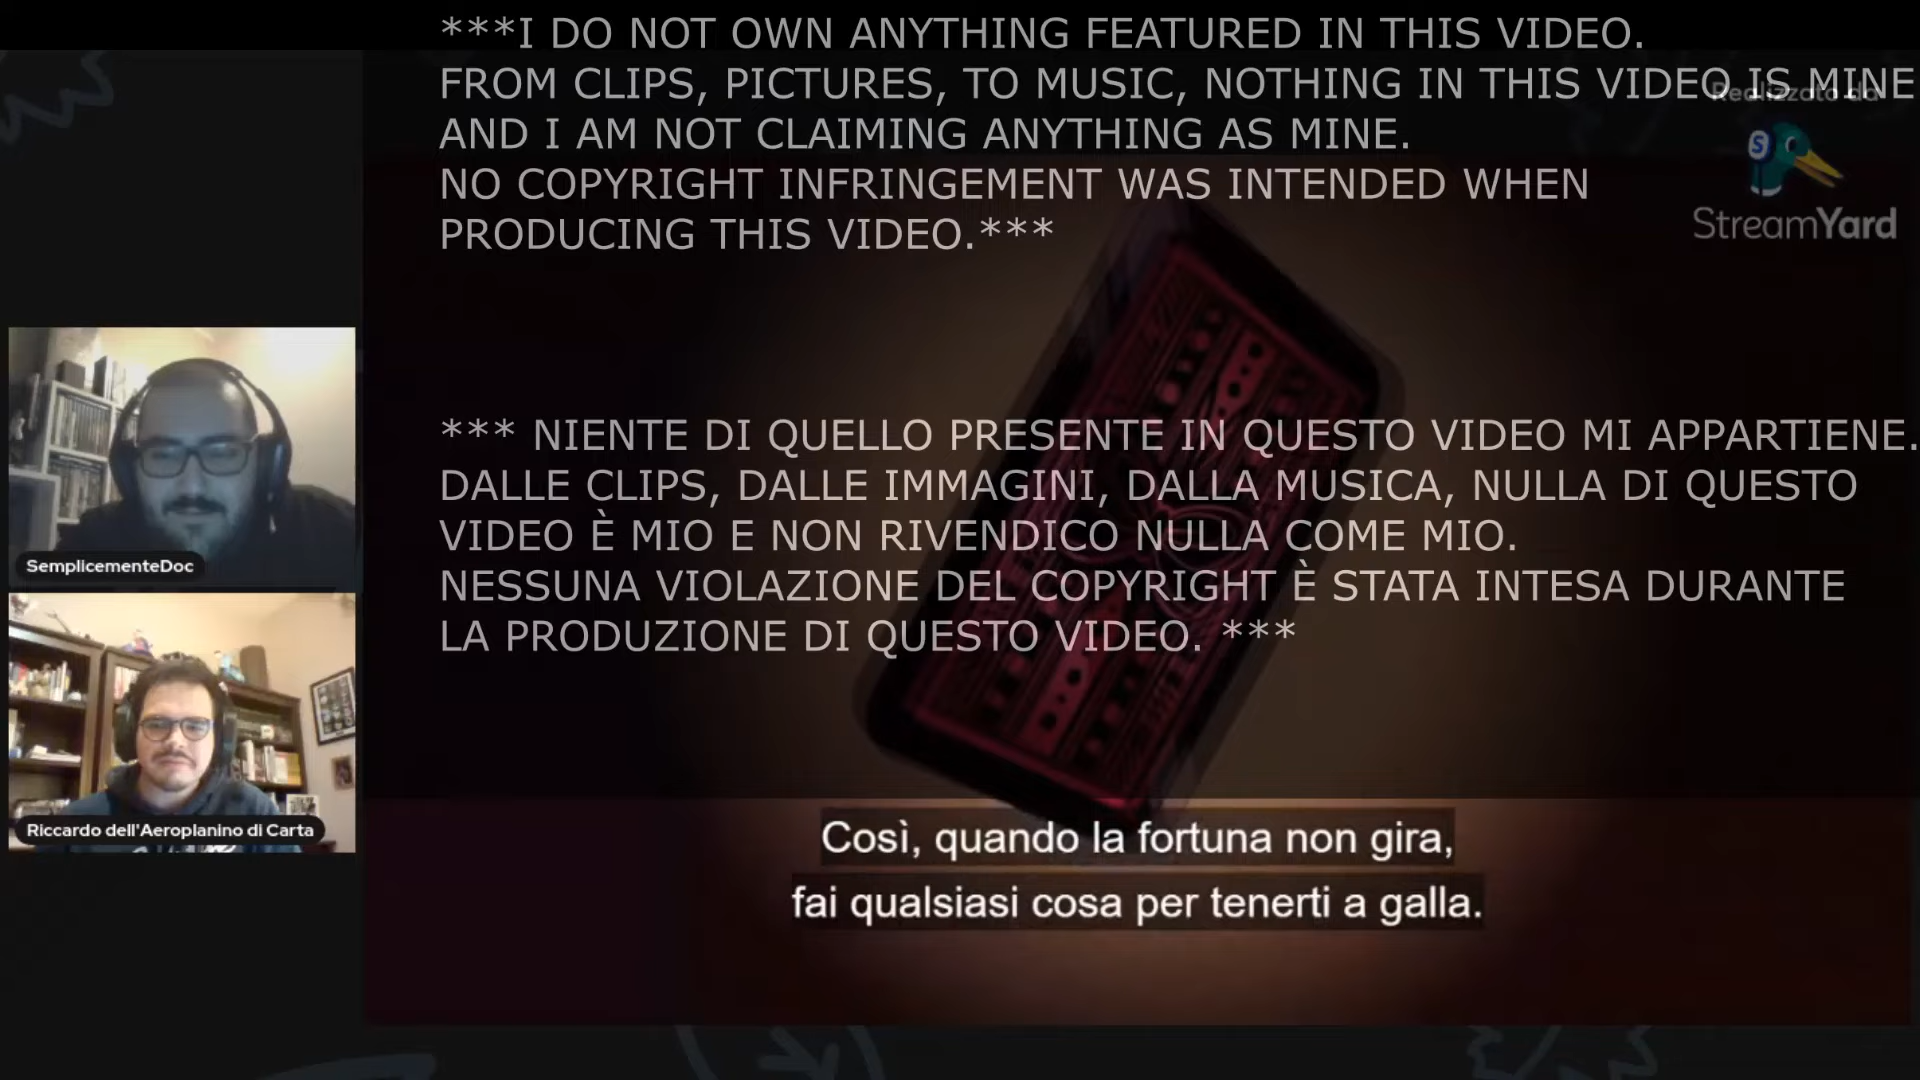 ***I DO NOT OWN ANYTHING FEATURED IN THIS VIDEO.
FROM CLIPS, PICTURES, TO MUSIC, NOTHING IN THIS VIDEO IS MINE
AND I AM NOT CLAIMING ANYTHING AS MINE.
NO COPYRIGHT INFRINGEMENT WAS INTENDED WHEN
PRODUCING THIS VIDEO.***
Realizzato da
StreamYard
*** NIENTE DI QUELLO PRESENTE IN QUESTO VIDEO MI APPARTIENE.
DALLE CLIPS, DALLE IMMAGINI, DALLA MUSICA, NULLA DI QUESTO
VIDEO È MIO E NON RIVENDICO NULLA COME MIO.
NESSUNA VIOLAZIONE DEL COPYRIGHT È STATA INTESA DURANTE
LA PRODUZIONE DI QUESTO VIDEO. ***
SemplicementeDoc
Riccardo dell'Aeroplanino di Carta
Così, quando la fortuna non gira,
fai qualsiasi cosa per tenerti a galla.